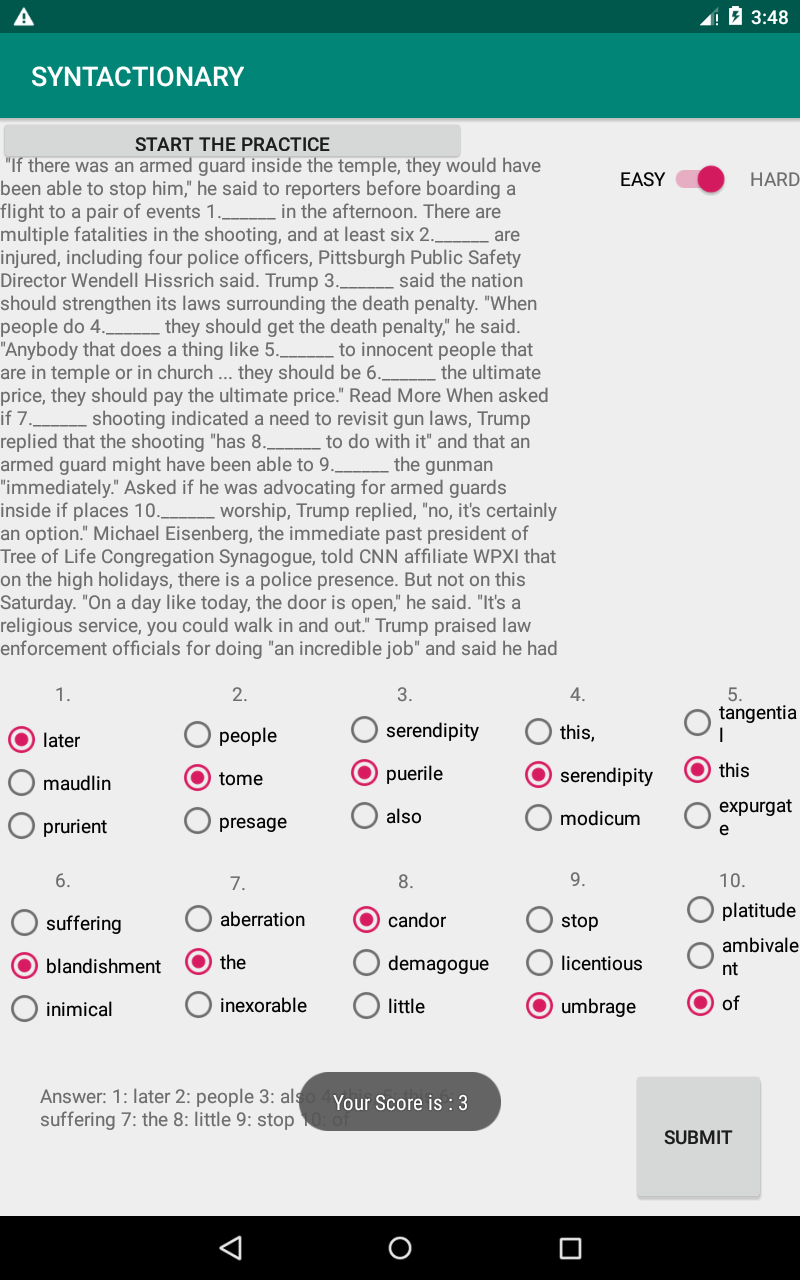 3:48
SYNTACTIONARY
START THE PRACTICE
EASY
HARD
"If there was an armed guard inside the temple, they would have
been able to stop him," he said to reporters before boarding a
flight to a pair of events 1.______ in the afternoon. There are
multiple fatalities in the shooting, and at least six 2.______ are
injured, including four police officers, Pittsburgh Public Safety
Director Wendell Hissrich said. Trump 3.______ said the nation
should strengthen its laws surrounding the death penalty. "When
people do 4.______ they should get the death penalty," he said.
"Anybody that does a thing like 5.______ to innocent people that
are in temple or in church ... they should be 6.______ the ultimate
price, they should pay the ultimate price." Read More When asked
if 7.______ shooting indicated a need to revisit gun laws, Trump
replied that the shooting "has 8.______ to do with it" and that an
armed guard might have been able to 9.______ the gunman
"immediately." Asked if he was advocating for armed guards
inside if places 10.______ worship, Trump replied, "no, it's certainly
an option." Michael Eisenberg, the immediate past president of
Tree of Life Congregation Synagogue, told CNN affiliate WPXI that
on the high holidays, there is a police presence. But not on this
Saturday. "On a day like today, the door is open," he said. "It's a
religious service, you could walk in and out." Trump praised law
enforcement officials for doing "an incredible job" and said he had
1.
later
maudlin
prurient
2.
people
tome
presage
3.
serendipity
puerile
also
4.
this,
serendipity
modicum
5.
tangentia
l
this
expurgat
e
6.
suffering
blandishment
inimical
7.
aberration
the
inexorable
8.
candor
demagogue
little
9.
stop
licentious
umbrage
10.
platitude
ambivale
nt
of
Answer: 1: later 2: people 3: also 4: this, 5: this 6:
suffering 7: the 8: little 9: stop 10: of
Your Score is : 3
SUBMIT